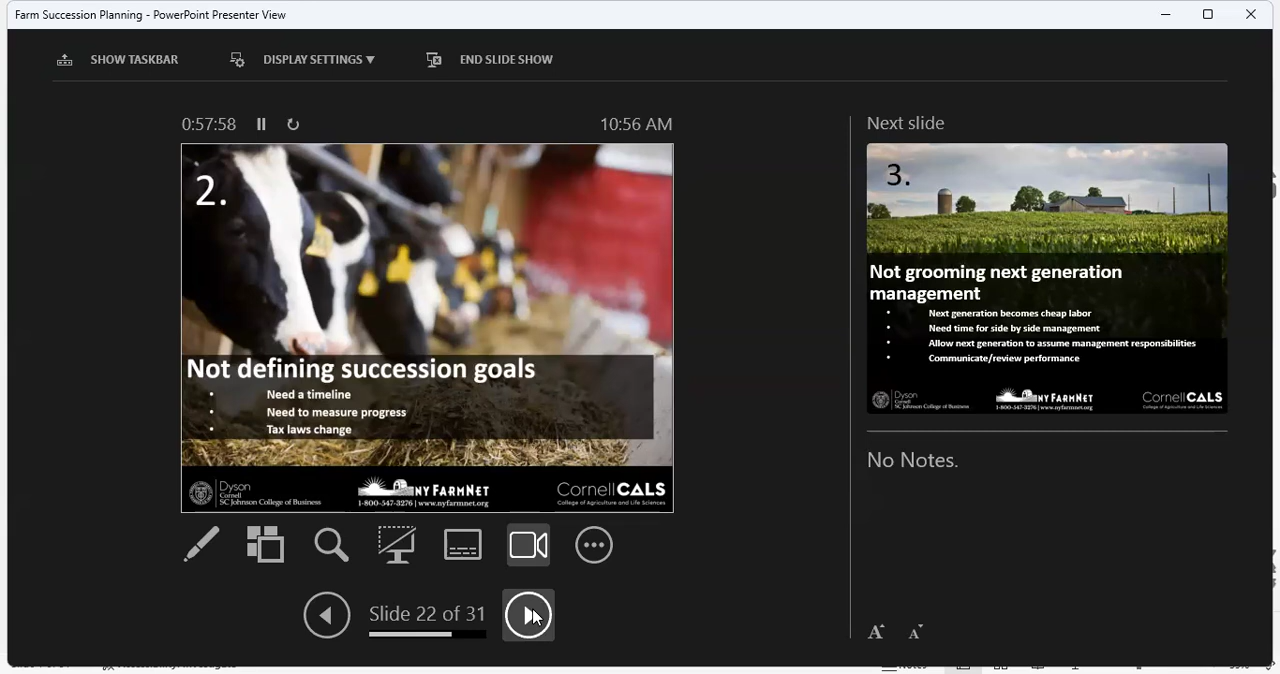 Farm Succession Planning - PowerPoint Presenter View
SHOW TASKBAR
DISPLAY SETTINGS ▼
END SLIDE SHOW
0:57:58
10:56 AM
2.
Not defining succession goals
• Need a timeline
• Need to measure progress
• Tax laws change
Dyson
Cornell
SC Johnson College of Business
NY FARMNET
1-800-547-3276 | www.nyfarmnet.org
Cornell CALS
College of Agriculture and Life Sciences
Slide 22 of 31
Next slide
3.
Not grooming next generation
management
• Next generation becomes cheap labor
• Need time for side by side management
• Allow next generation to assume management responsibilities
• Communicate/review performance
Dyson
Cornell
SC Johnson College of Business
NY FARMNET
1-800-547-3276 | www.nyfarmnet.org
Cornell CALS
College of Agriculture and Life Sciences
No Notes.
A A